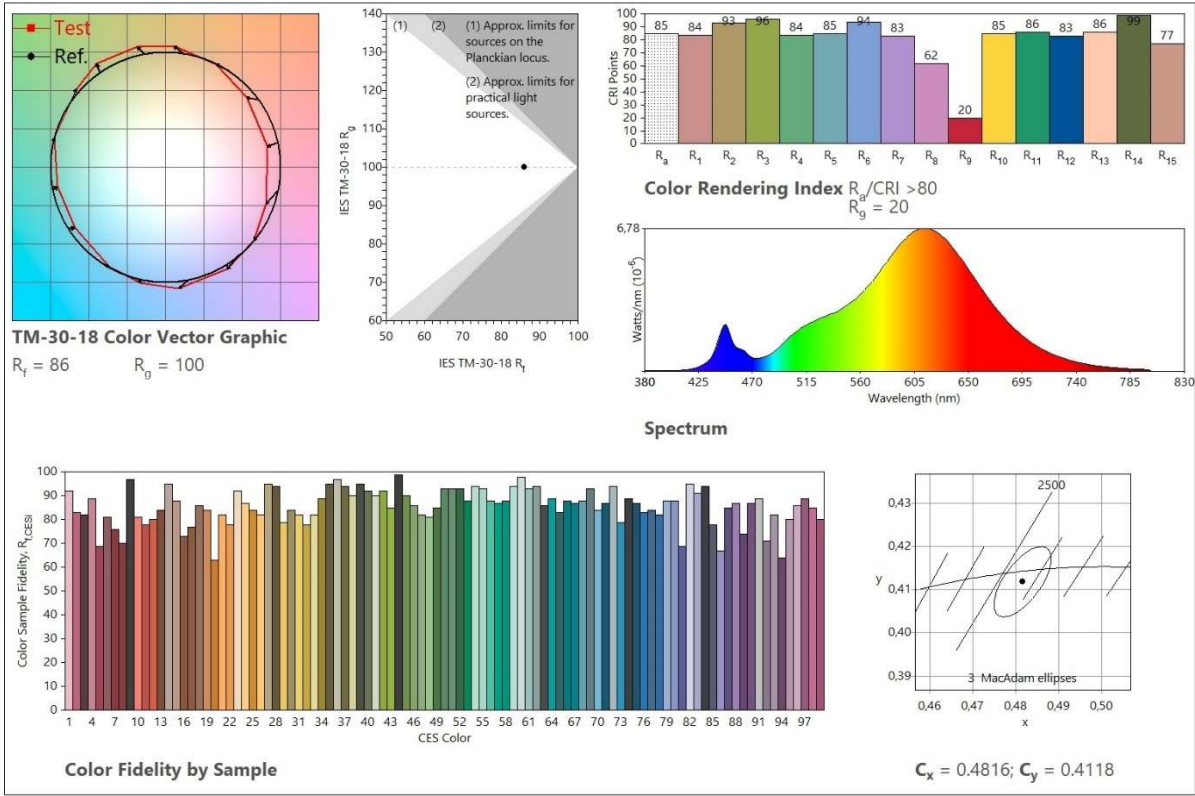 Test
Ref.
TM-30-18 Color Vector Graphic
Rf = 86 Rg = 100
140
130
120
110
100
90
80
70
60
IES TM-30-18 Rg
(1) (2) (1) Approx. limits for
sources on the
Planckian locus.
(2) Approx. limits for
practical light
sources.
50 60 70 80 90 100
IES TM-30-18 Rf
100
90
80
70
60
50
40
30
20
10
0
CRI Points
85 84 93 96 84 85 94 83 62 20 85 86 83 86 99 77
Ra R1 R2 R3 R4 R5 R6 R7 R8 R9 R10 R11 R12 R13 R14 R15
Color Rendering Index Ra/CRI >80
R9 = 20
6,78
Watts/nm (10-6)
380 425 470 515 560 605 650 695 740 785 830
Wavelength (nm)
Spectrum
100
90
80
70
60
50
40
30
20
10
0
Color Sample Fidelity, Rf,CESi
1 4 7 10 13 16 19 22 25 28 31 34 37 40 43 46 49 52 55 58 61 64 67 70 73 76 79 82 85 88 91 94 97
CES Color
Color Fidelity by Sample
2500
0,43
0,42
y
0,41
0,40
0,39
3 MacAdam ellipses
0,46 0,47 0,48 0,49 0,50
x
Cx = 0.4816; Cy = 0.4118